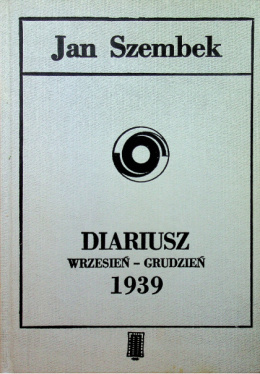 Jan Szembek
DIARIUSZ
WRZESIEŃ – GRUDZIEŃ
1939